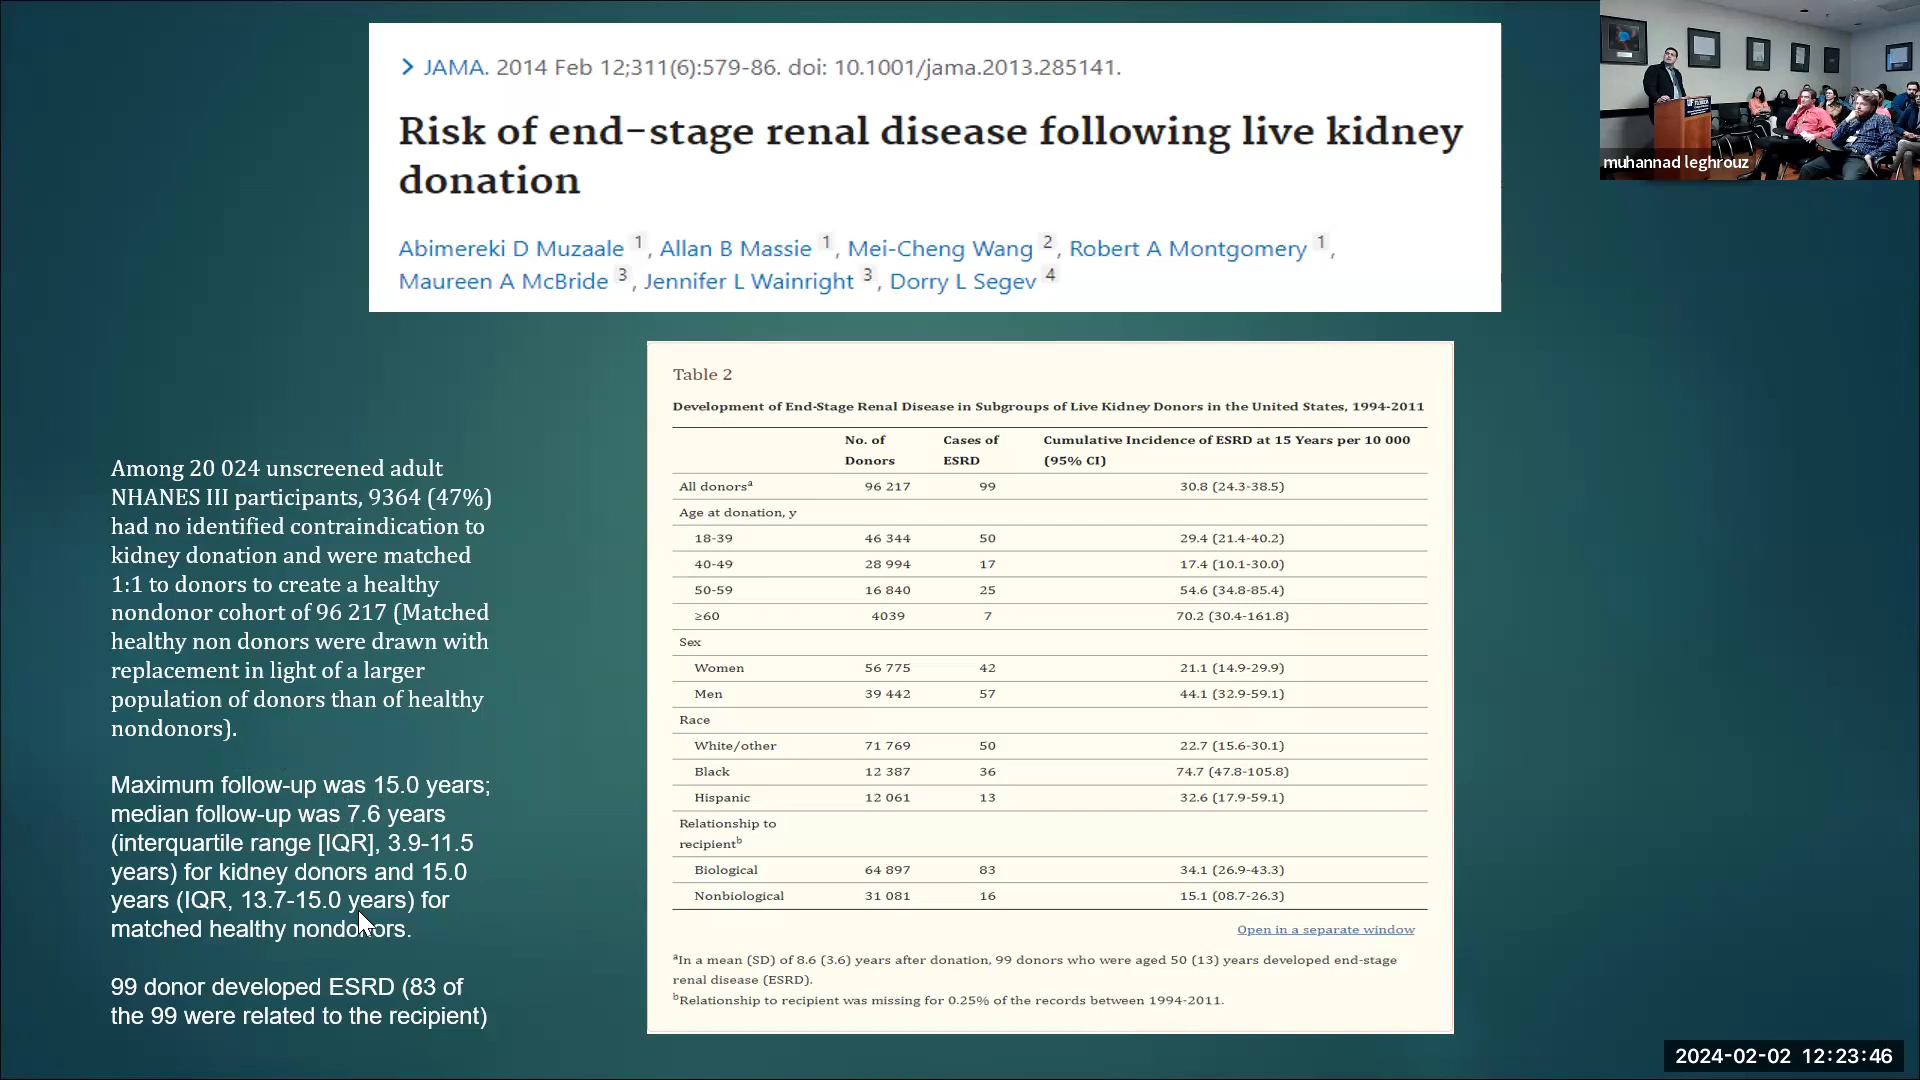 > JAMA. 2014 Feb 12;311(6):579-86. doi: 10.1001/jama.2013.285141.
Risk of end-stage renal disease following live kidney
donation
Abimereki D Muzaale 1, Allan B Massie 1, Mei-Cheng Wang 2, Robert A Montgomery 1,
Maureen A McBride 3, Jennifer L Wainright 3, Dorry L Segev 4
muhannad leghrouz
Among 20 024 unscreened adult
NHANES III participants, 9364 (47%)
had no identified contraindication to
kidney donation and were matched
1:1 to donors to create a healthy
nondonor cohort of 96 217 (Matched
healthy non donors were drawn with
replacement in light of a larger
population of donors than of healthy
nondonors).
Maximum follow-up was 15.0 years;
median follow-up was 7.6 years
(interquartile range [IQR], 3.9-11.5
years) for kidney donors and 15.0
years (IQR, 13.7-15.0 years) for
matched healthy nondonors.
99 donor developed ESRD (83 of
the 99 were related to the recipient)
Table 2
Development of End-Stage Renal Disease in Subgroups of Live Kidney Donors in the United States, 1994-2011
No. of Cases of Cumulative Incidence of ESRD at 15 Years per 10 000
Donors ESRD (95% CI)
All donorsᵃ 96 217 99 30.8 (24.3-38.5)
Age at donation, y
18-39 46 344 50 29.4 (21.4-40.2)
40-49 28 994 17 17.4 (10.1-30.0)
50-59 16 840 25 54.6 (34.8-85.4)
≥60 4039 7 70.2 (30.4-161.8)
Sex
Women 56 775 42 21.1 (14.9-29.9)
Men 39 442 57 44.1 (32.9-59.1)
Race
White/other 71 769 50 22.7 (15.6-30.1)
Black 12 387 36 74.7 (47.8-105.8)
Hispanic 12 061 13 32.6 (17.9-59.1)
Relationship to
recipientᵇ
Biological 64 897 83 34.1 (26.9-43.3)
Nonbiological 31 081 16 15.1 (08.7-26.3)
Open in a separate window
ᵃIn a mean (SD) of 8.6 (3.6) years after donation, 99 donors who were aged 50 (13) years developed end-stage
renal disease (ESRD).
ᵇRelationship to recipient was missing for 0.25% of the records between 1994-2011.
2024-02-02 12:23:46